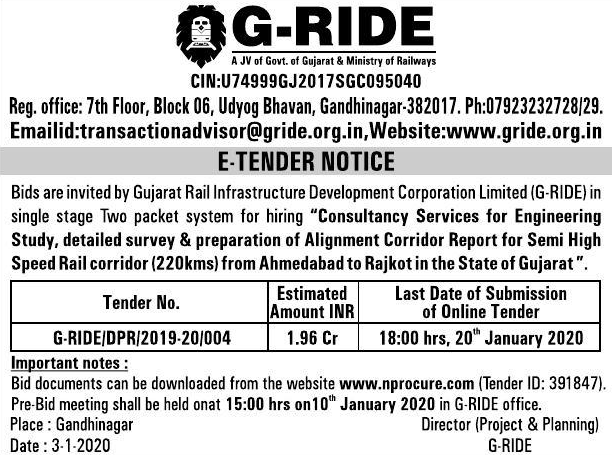 G-RIDE
A JV of Govt. of Gujarat & Ministry of Railways
CIN:U74999GJ2017SGC095040
Reg. office: 7th Floor, Block 06, Udyog Bhavan, Gandhinagar-382017. Ph:07923232728/29.
Emailid:transactionadvisor@gride.org.in,Website:www.gride.org.in
E-TENDER NOTICE
Bids are invited by Gujarat Rail Infrastructure Development Corporation Limited (G-RIDE) in
single stage Two packet system for hiring "Consultancy Services for Engineering
Study, detailed survey & preparation of Alignment Corridor Report for Semi High
Speed Rail corridor (220kms) from Ahmedabad to Rajkot in the State of Gujarat".
Tender No. Estimated Amount INR Last Date of Submission of Online Tender
G-RIDE/DPR/2019-20/004 1.96 Cr 18:00 hrs, 20th January 2020
Important notes :
Bid documents can be downloaded from the website www.nprocure.com (Tender ID: 391847).
Pre-Bid meeting shall be held onat 15:00 hrs on10th January 2020 in G-RIDE office.
Place : Gandhinagar Director (Project & Planning)
Date : 3-1-2020 G-RIDE